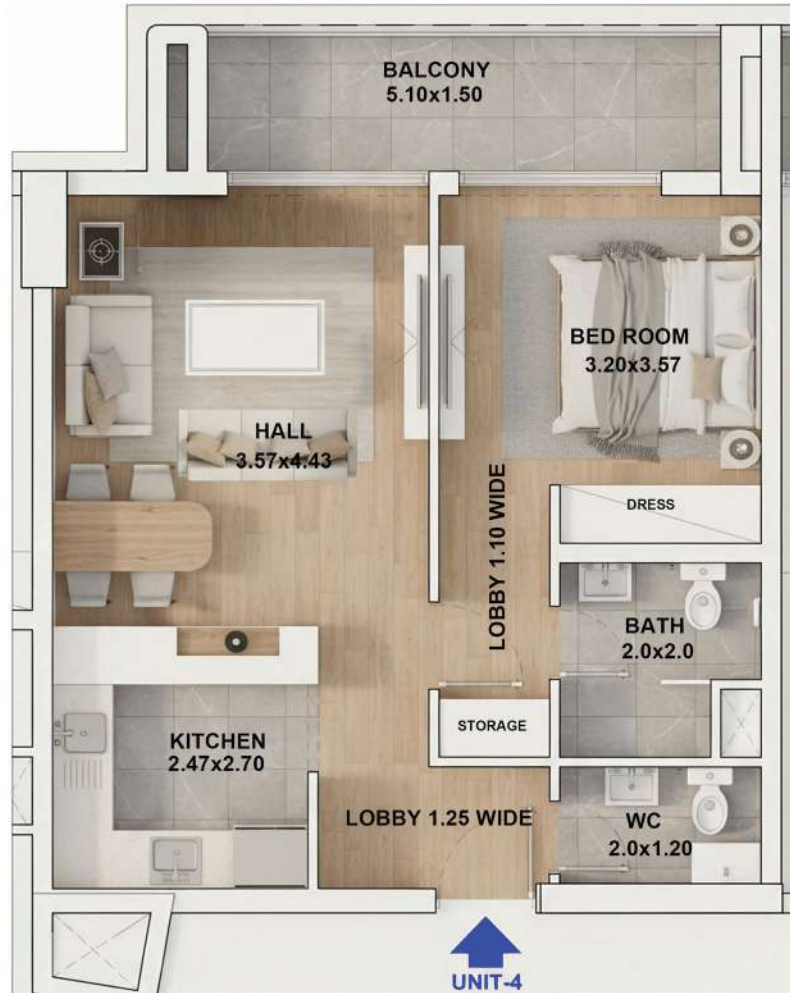 BALCONY
5.10x1.50
BED ROOM
3.20x3.57
HALL
3.57x4.43
DRESS
LOBBY 1.10 WIDE
BATH
2.0x2.0
STORAGE
KITCHEN
2.47x2.70
LOBBY 1.25 WIDE
WC
2.0x1.20
UNIT-4